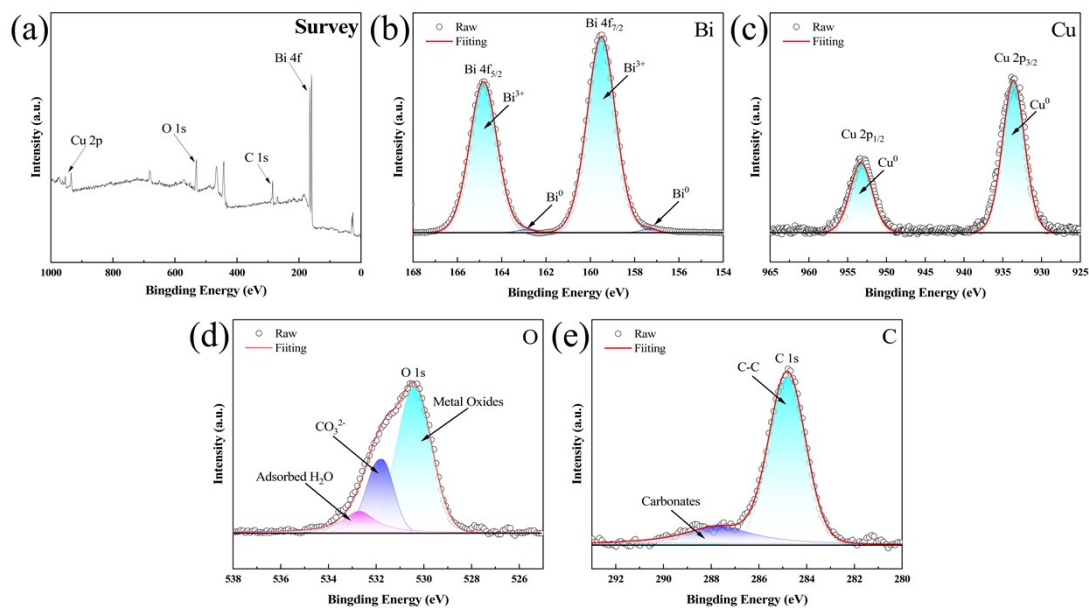 (a)
Survey
Bi 4f
O 1s
Cu 2p
C 1s
1000 800 600 400 200 0
Bingding Energy (eV)
Intensity (a.u.)
(b)
Raw
Fiiting
Bi
Bi 4f7/2
Bi 4f5/2
Bi3+
Bi3+
Bi0
Bi0
168 166 164 162 160 158 156 154
Bingding Energy (eV)
Intensity (a.u.)
(c)
Raw
Fiiting
Cu
Cu 2p3/2
Cu0
Cu 2p1/2
Cu0
965 960 955 950 945 940 935 930 925
Bingding Energy (eV)
Intensity (a.u.)
(d)
Raw
Fiiting
O
O 1s
Metal Oxides
CO32-
Adsorbed H2O
538 536 534 532 530 528 526
Bingding Energy (eV)
Intensity (a.u.)
(e)
Raw
Fiiting
C
C 1s
C-C
Carbonates
292 290 288 286 284 282 280
Bingding Energy (eV)
Intensity (a.u.)